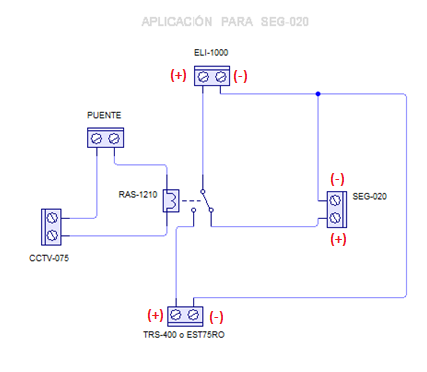 APLICACIÓN PARA SEG-020
ELI-1000
(+) (-)
PUENTE
RAS-1210
(-)
SEG-020
(+)
CCTV-075
(+) (-)
TRS-400 o EST75RO